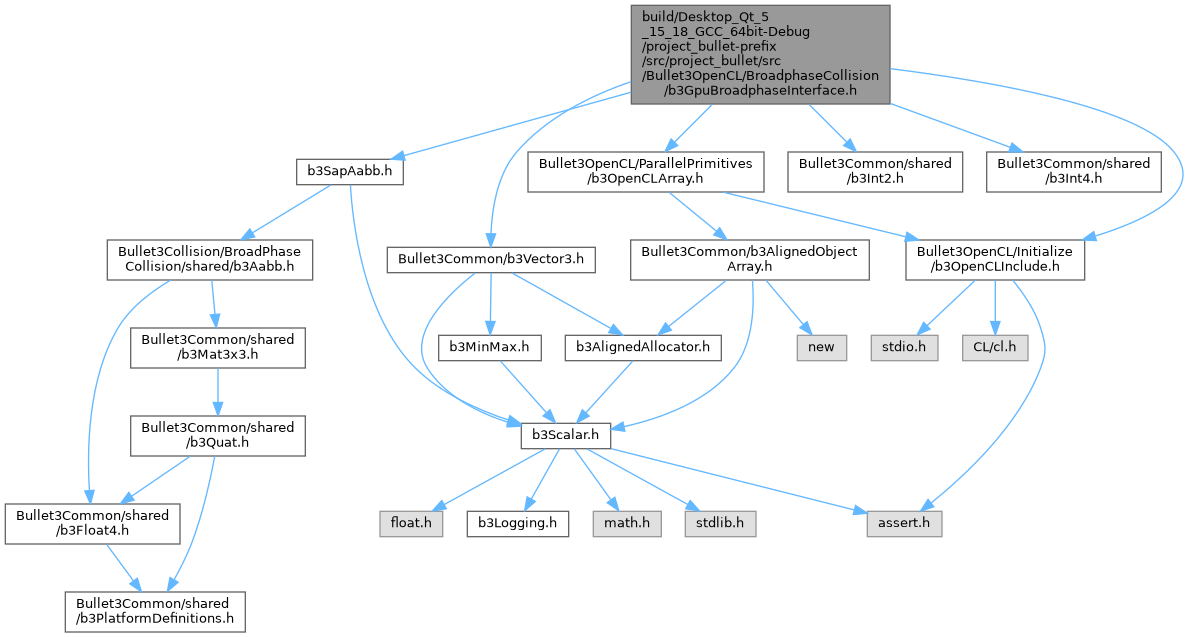 build/Desktop_Qt_5
_15_18_GCC_64bit-Debug
/project_bullet-prefix
/src/project_bullet/src
/Bullet3OpenCL/BroadphaseCollision
/b3GpuBroadphaseInterface.h
b3SapAabb.h
Bullet3OpenCL/ParallelPrimitives
/b3OpenCLArray.h
Bullet3Common/shared
/b3Int2.h
Bullet3Common/shared
/b3Int4.h
Bullet3Collision/BroadPhase
Collision/shared/b3Aabb.h
Bullet3Common/b3Vector3.h
Bullet3Common/b3AlignedObject
Array.h
Bullet3OpenCL/Initialize
/b3OpenCLInclude.h
Bullet3Common/shared
/b3Mat3x3.h
b3MinMax.h
b3AlignedAllocator.h
new
stdio.h
CL/cl.h
Bullet3Common/shared
/b3Quat.h
b3Scalar.h
Bullet3Common/shared
/b3Float4.h
float.h
b3Logging.h
math.h
stdlib.h
assert.h
Bullet3Common/shared
/b3PlatformDefinitions.h